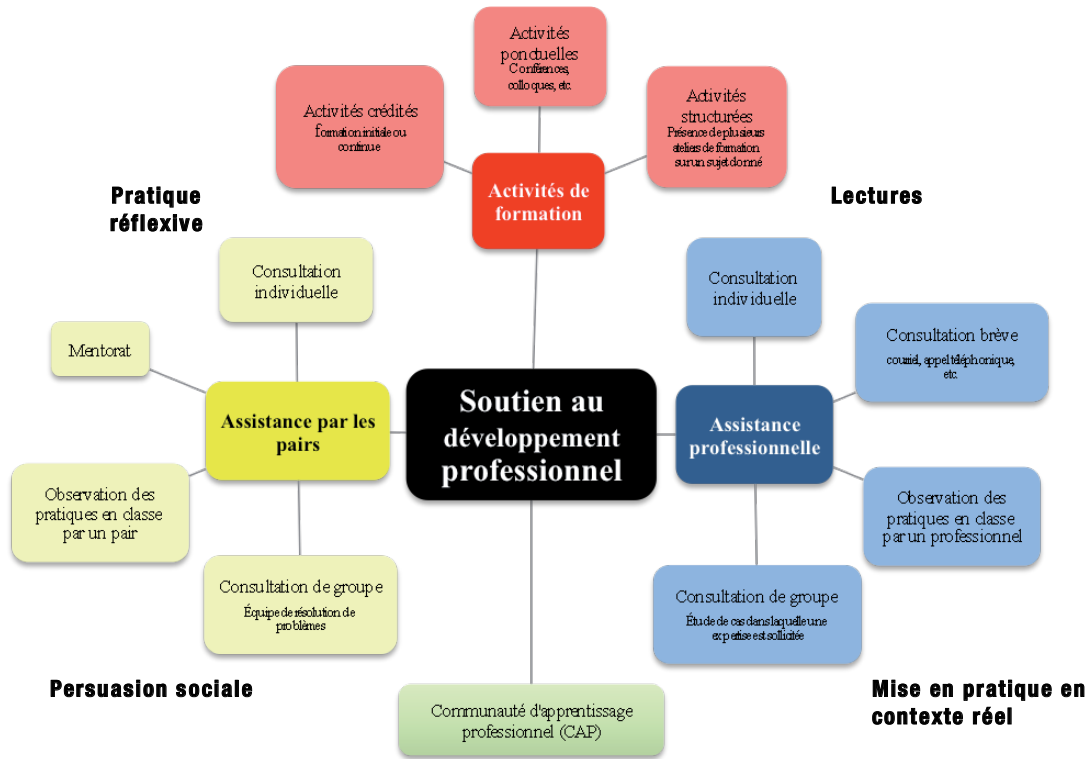 Activités
ponctuelles
Conférences,
colloques, etc.
Activités crédités
Formation initiale ou
continue
Activités
structurées
Présence de plusieurs
ateliers de formation
sur un sujet donné
Activités de
formation
Pratique
réflexive
Lectures
Consultation
individuelle
Consultation
individuelle
Mentorat
Consultation brève
courriel, appel téléphonique,
etc.
Assistance par les
pairs
Soutien au
développement
professionnel
Assistance
professionnelle
Observation des
pratiques en classe
par un pair
Observation des
pratiques en classe
par un professionnel
Consultation de groupe
Équipe de résolution de
problèmes
Consultation de groupe
Étude de cas dans laquelle une
expertise est sollicitée
Persuasion sociale
Mise en pratique en
contexte réel
Communauté d'apprentissage
professionnel (CAP)